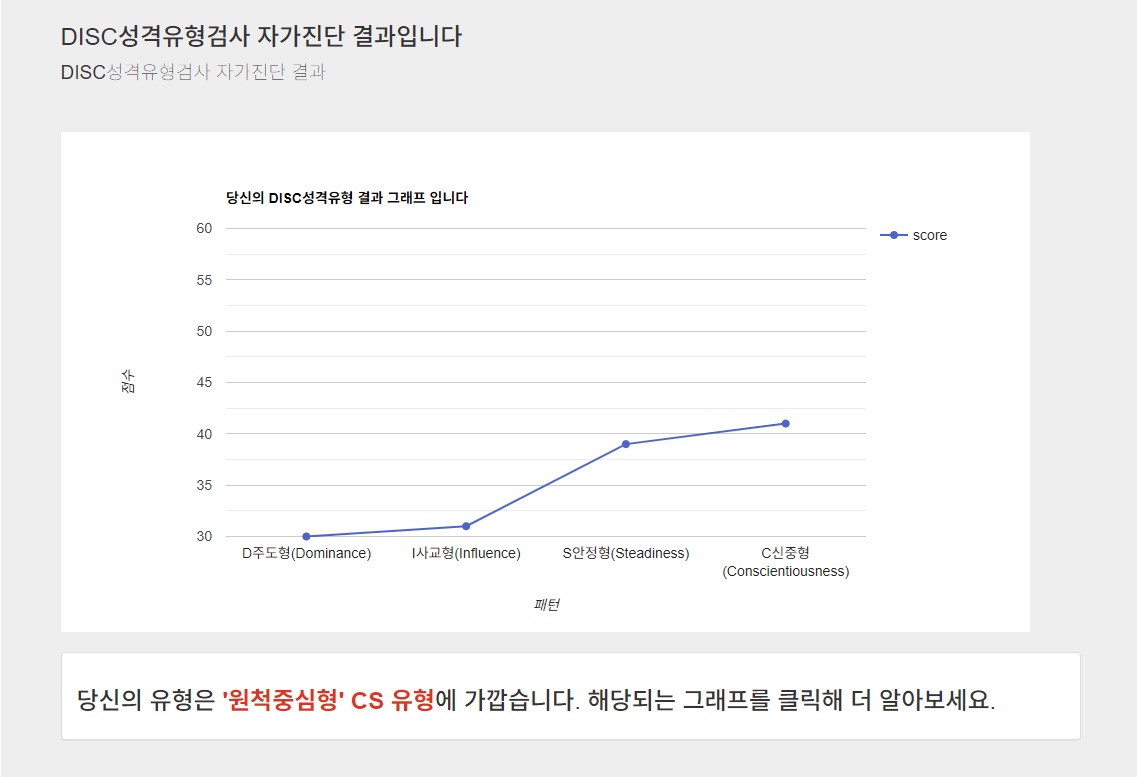 DISC성격유형검사 자가진단 결과입니다
DISC성격유형검사 자기진단 결과
당신의 DISC성격유형 결과 그래프 입니다
score
60
55
50
45
40
35
30
점수
D주도형(Dominance)
I사교형(Influence)
S안정형(Steadiness)
C신중형
(Conscientiousness)
패턴
당신의 유형은 '원척중심형' CS 유형에 가깝습니다. 해당되는 그래프를 클릭해 더 알아보세요.